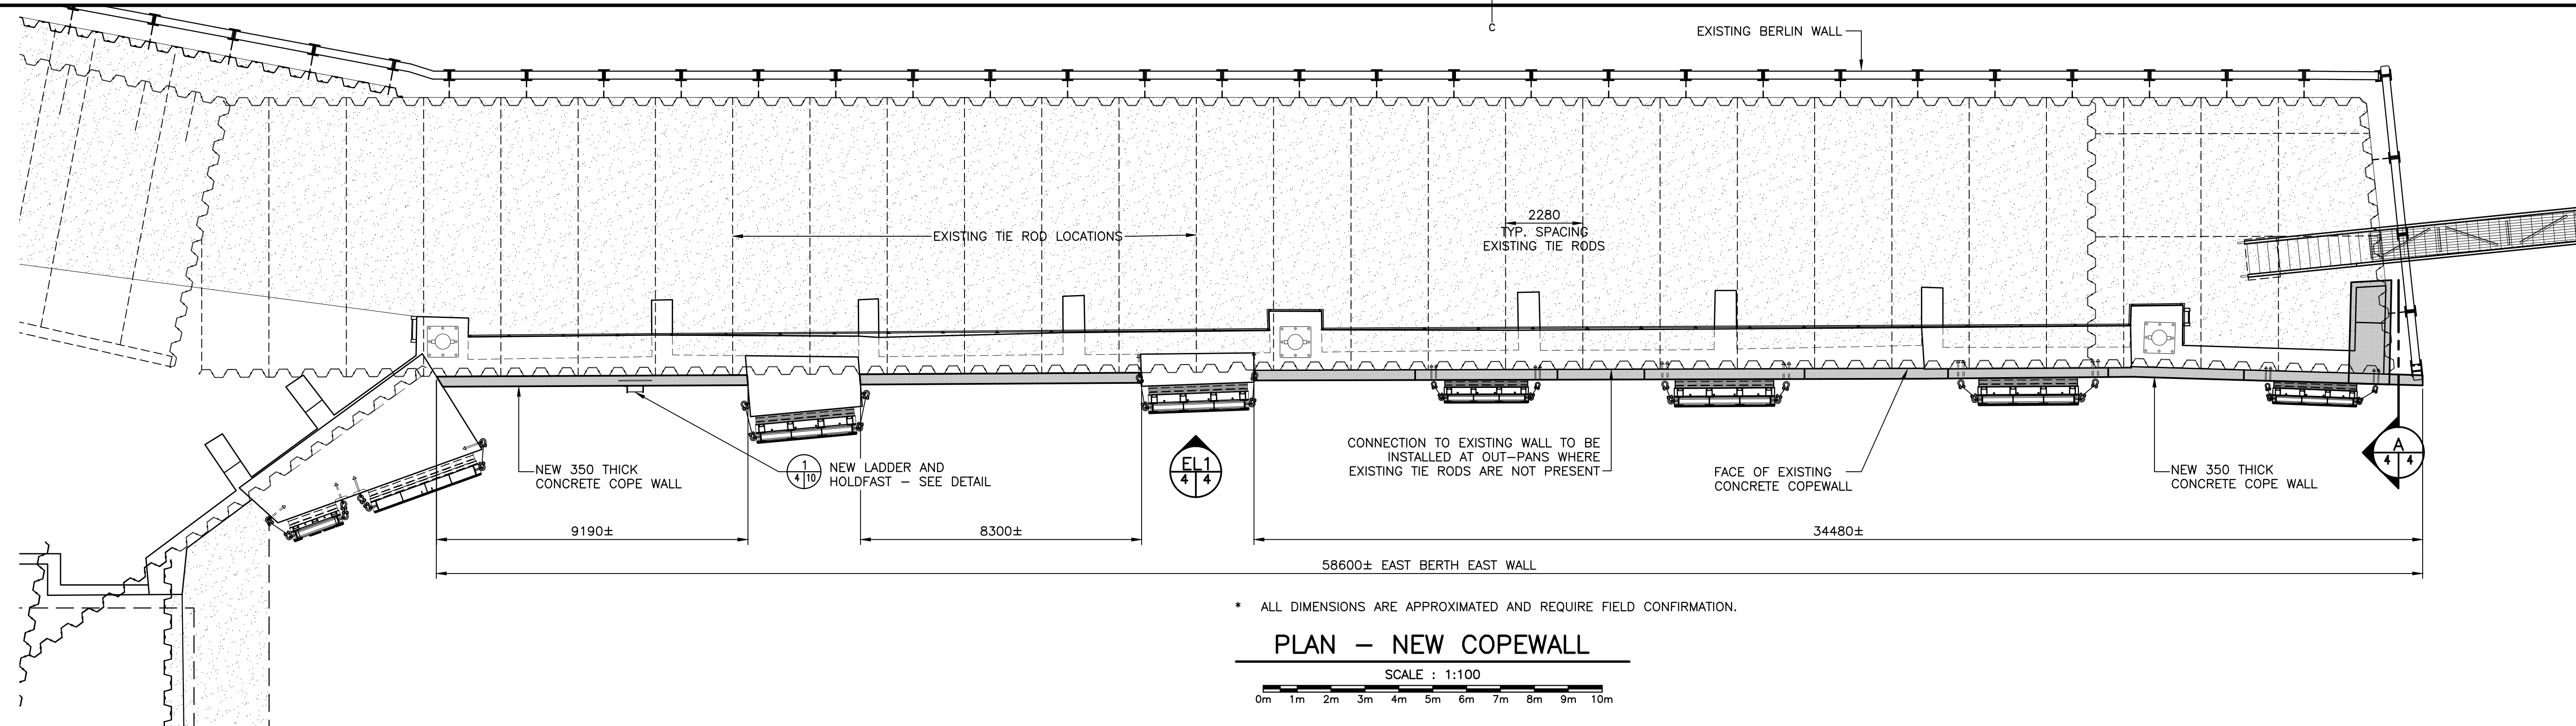 C
EXISTING BERLIN WALL
EXISTING TIE ROD LOCATIONS
2280
TYP. SPACING
EXISTING TIE RODS
NEW 350 THICK
CONCRETE COPE WALL
1
4 10
NEW LADDER AND
HOLDFAST – SEE DETAIL
EL1
4 4
CONNECTION TO EXISTING WALL TO BE
INSTALLED AT OUT–PANS WHERE
EXISTING TIE RODS ARE NOT PRESENT
FACE OF EXISTING
CONCRETE COPEWALL
NEW 350 THICK
CONCRETE COPE WALL
A
4 4
9190±
8300±
34480±
58600± EAST BERTH EAST WALL
* ALL DIMENSIONS ARE APPROXIMATED AND REQUIRE FIELD CONFIRMATION.
PLAN – NEW COPEWALL
SCALE : 1:100
0m 1m 2m 3m 4m 5m 6m 7m 8m 9m 10m